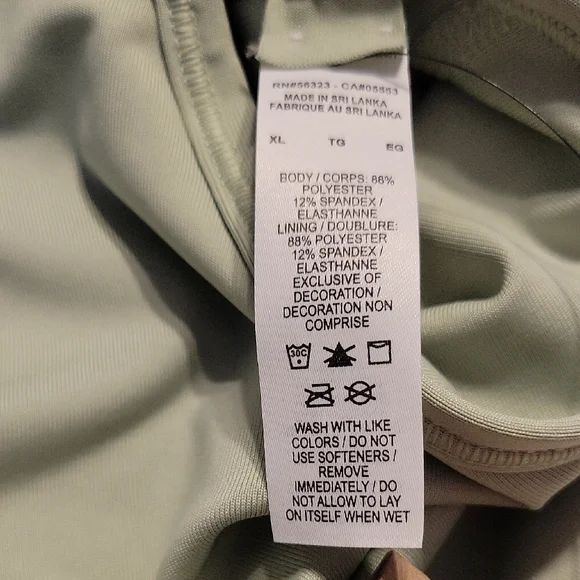 RN#56323 - CA#05553
MADE IN SRI LANKA
FABRIQUE AU SRI LANKA
XL TG EG
BODY / CORPS: 88%
POLYESTER
12% SPANDEX /
ELASTHANNE
LINING / DOUBLURE:
88% POLYESTER
12% SPANDEX /
ELASTHANNE
EXCLUSIVE OF
DECORATION /
DECORATION NON
COMPRISE
30C
WASH WITH LIKE
COLORS / DO NOT
USE SOFTENERS /
REMOVE
IMMEDIATELY / DO
NOT ALLOW TO LAY
ON ITSELF WHEN WET